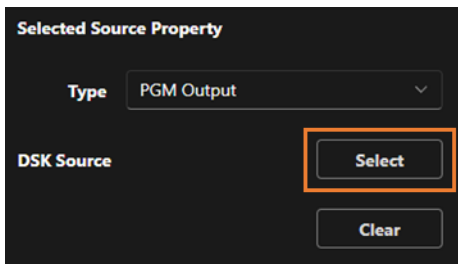 Selected Source Property
Type PGM Output
DSK Source Select
Clear